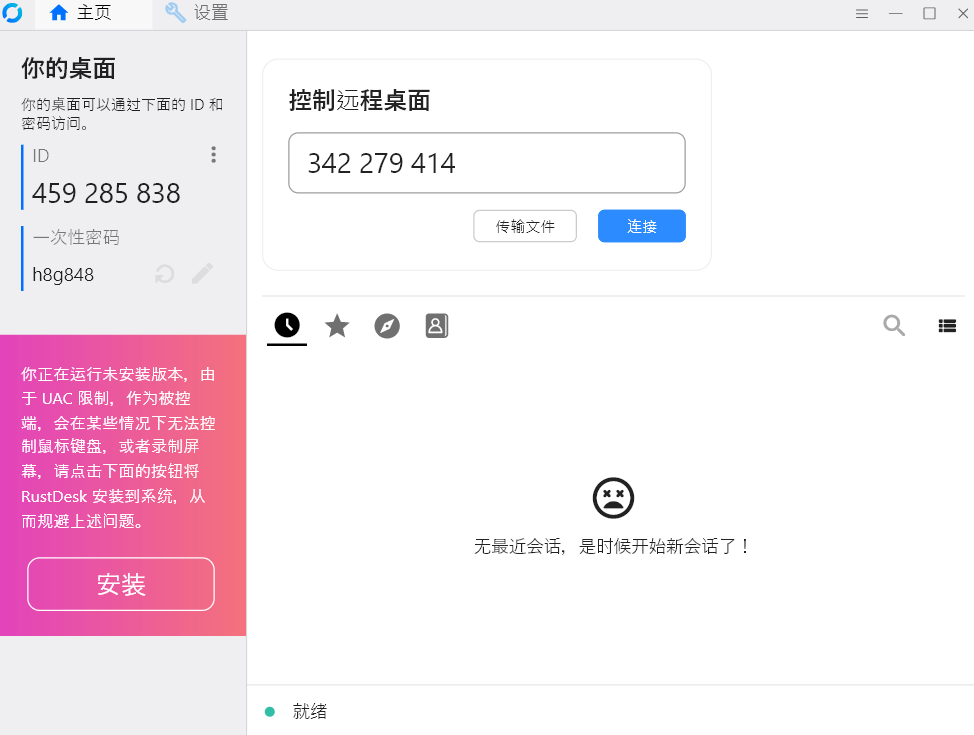 主页
设置
你的桌面
你的桌面可以通过下面的 ID 和
密码访问。
ID
459 285 838
一次性密码
h8g848
你正在运行未安装版本，由
于 UAC 限制，作为被控
端，会在某些情况下无法控
制鼠标键盘，或者录制屏
幕，请点击下面的按钮将
RustDesk 安装到系统，从
而规避上述问题。
安装
控制远程桌面
342 279 414
传输文件
连接
无最近会话，是时候开始新会话了！
就绪